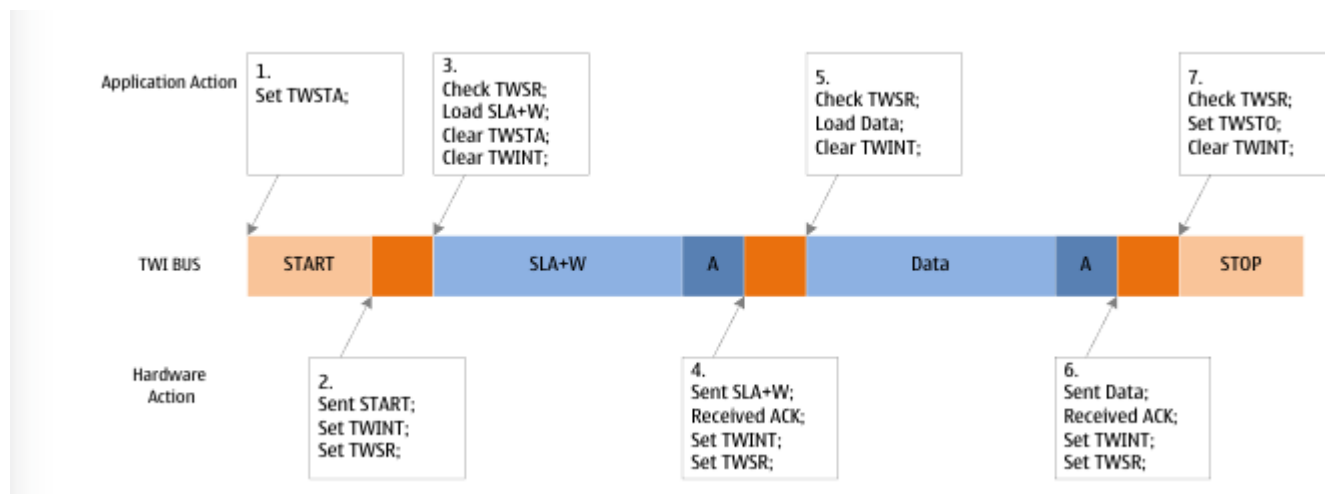 Application Action
1.
Set TWSTA;
3.
Check TWSR;
Load SLA+W;
Clear TWSTA;
Clear TWINT;
5.
Check TWSR;
Load Data;
Clear TWINT;
7.
Check TWSR;
Set TWSTO;
Clear TWINT;
TWI BUS
START
SLA+W
A
Data
A
STOP
Hardware
Action
2.
Sent START;
Set TWINT;
Set TWSR;
4.
Sent SLA+W;
Received ACK;
Set TWINT;
Set TWSR;
6.
Sent Data;
Received ACK;
Set TWINT;
Set TWSR;